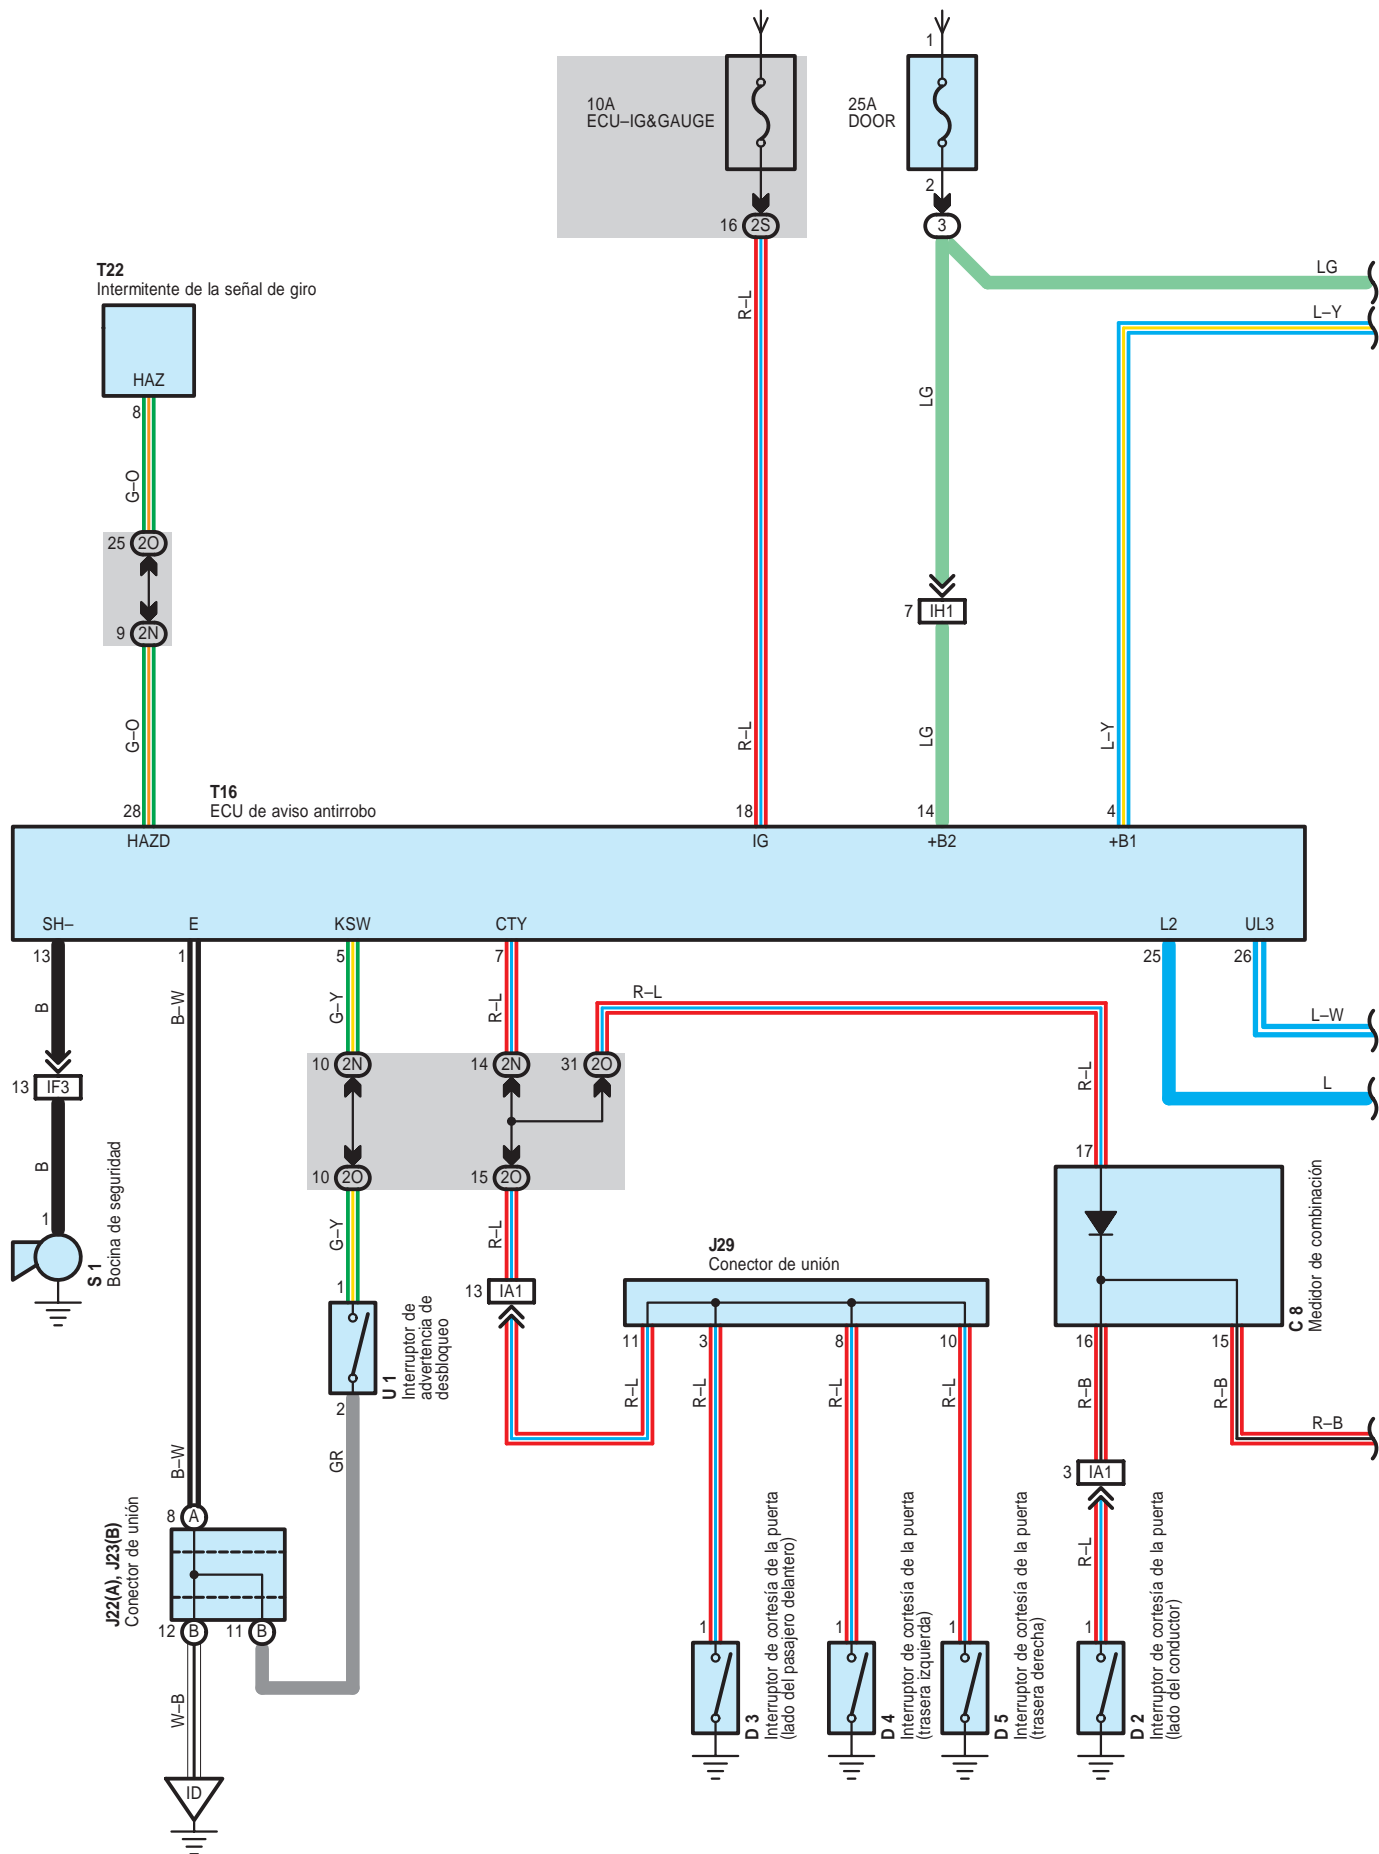 1
10A
ECU–IG&GAUGE
25A
DOOR
2
16 2S
3
T22
Intermitente de la señal de giro
LG
R–L
L–Y
HAZ
8
LG
G–O
25 2O
7 IH1
9 2N
G–O
R–L
LG
L–Y
T16
ECU de aviso antirrobo
28
18
14
4
HAZD
IG
+B2
+B1
SH–
E
KSW
CTY
L2
UL3
13
1
5
7
25
26
B
B–W
G–Y
R–L
R–L
L–W
10 2N
14 2N
31 2O
13 IF3
R–L
L
B
10 2O
15 2O
17
1
S 1
Bocina de seguridad
G–Y
R–L
J29
Conector de unión
C 8
Medidor de combinación
1
13 IA1
11
3
8
10
16
15
U 1
Interruptor de
advertencia de
desbloqueo
R–L
R–L
R–L
R–L
R–B
R–B
2
R–B
B–W
GR
3 IA1
8 A
J22(A), J23(B)
Conector de unión
R–L
12 B
11 B
1
1
1
1
D 3
Interruptor de cortesía de la puerta
(lado del pasajero delantero)
D 4
Interruptor de cortesía de la puerta
(trasera izquierda)
D 5
Interruptor de cortesía de la puerta
(trasera derecha)
D 2
Interruptor de cortesía de la puerta
(lado del conductor)
W–B
ID